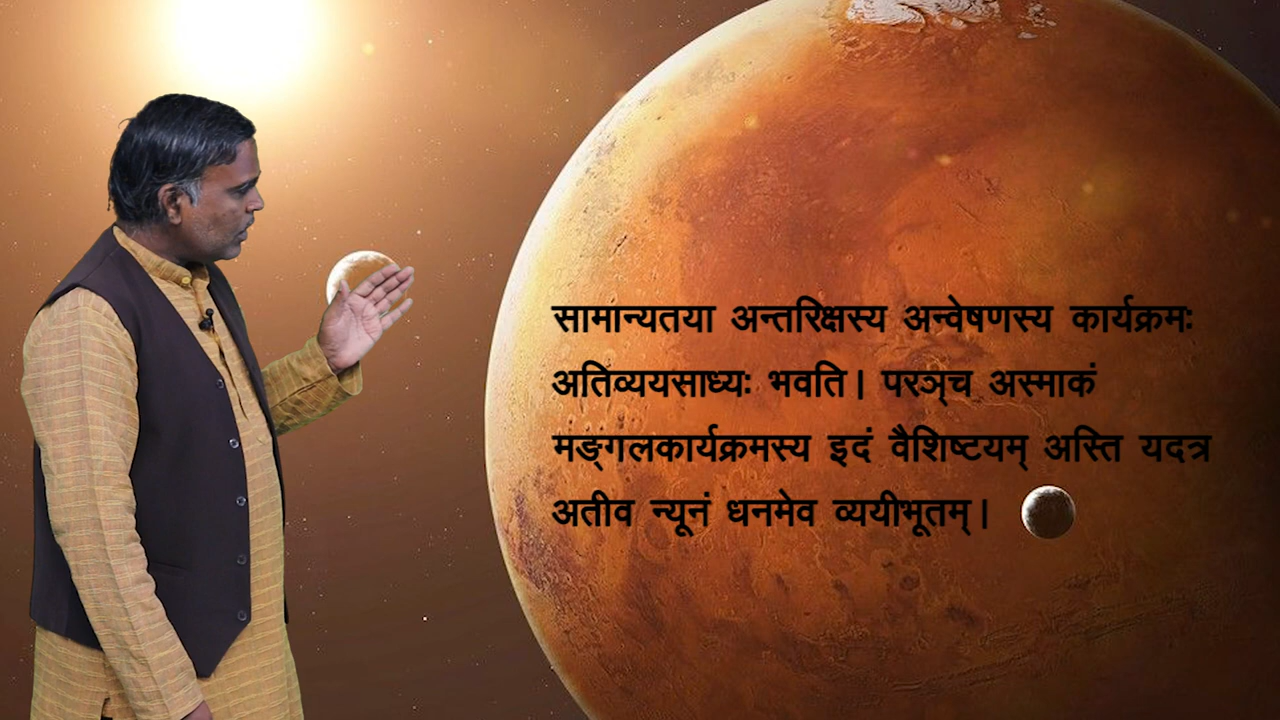 सामान्यतया अन्तरिक्षस्य अन्वेषणस्य कार्यक्रमः
अतिव्ययसाध्यः भवति। परञ्च अस्माकं
मङ्गलकार्यक्रमस्य इदं वैशिष्टयम् अस्ति यदत्र
अतीव न्यूनं धनमेव व्ययीभूतम्।